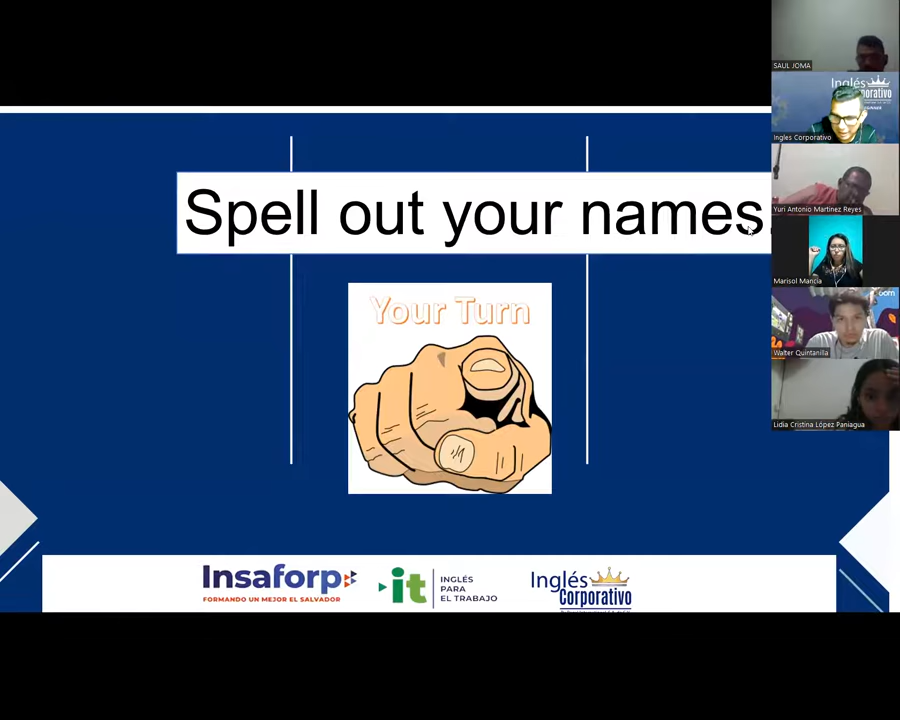 Spell out your names.
Your Turn
Insaforp
FORMANDO UN MEJOR EL SALVADOR
it
INGLÉS
PARA
EL TRABAJO
Inglés
Corporativo
SAUL JOMA
Inglés
Corporativo
Ingles Corporativo
Yuri Antonio Martinez Reyes
Marisol Mancia
oom
Walter Quintanilla
Lidia Cristina López Paniagua